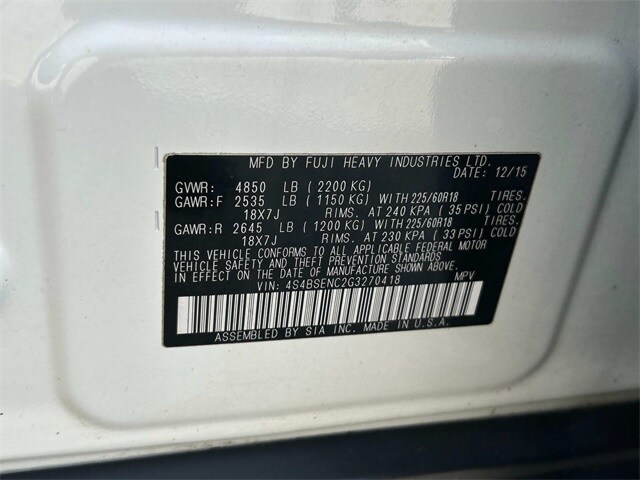 MFD BY FUJI HEAVY INDUSTRIES LTD.
DATE: 12/15
GVWR: 4850 LB ( 2200 KG)
GAWR:F 2535 LB ( 1150 KG) WITH 225/60R18 TIRES.
18X7J RIMS. AT 240 KPA ( 35 PSI) COLD
GAWR:R 2645 LB ( 1200 KG) WITH 225/60R18 TIRES.
18X7J RIMS. AT 230 KPA ( 33 PSI) COLD
THIS VEHICLE CONFORMS TO ALL APPLICABLE FEDERAL MOTOR
VEHICLE SAFETY AND THEFT PREVENTION STANDARDS
IN EFFECT ON THE DATE OF MANUFACTURE SHOWN ABOVE.
VIN: 4S4BSENC2G3270418 MPV
ASSEMBLED BY SIA INC. MADE IN U.S.A.